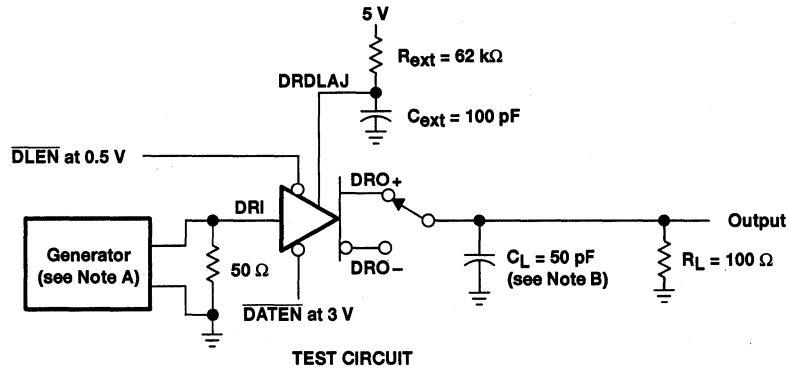 5 V
Rext = 62 kΩ
DRDLAJ
Cext = 100 pF
DLEN at 0.5 V
DRO+
DRI
Output
Generator
(see Note A)
50 Ω
CL = 50 pF
(see Note B)
RL = 100 Ω
DRO−
DATEN at 3 V
TEST CIRCUIT